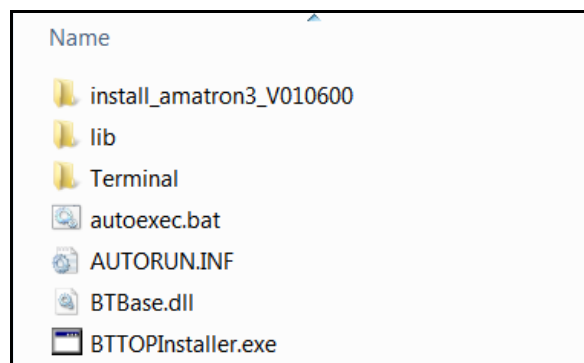 Name
install_amatron3_V010600
lib
Terminal
autoexec.bat
AUTORUN.INF
BTBase.dll
BTTOPInstaller.exe